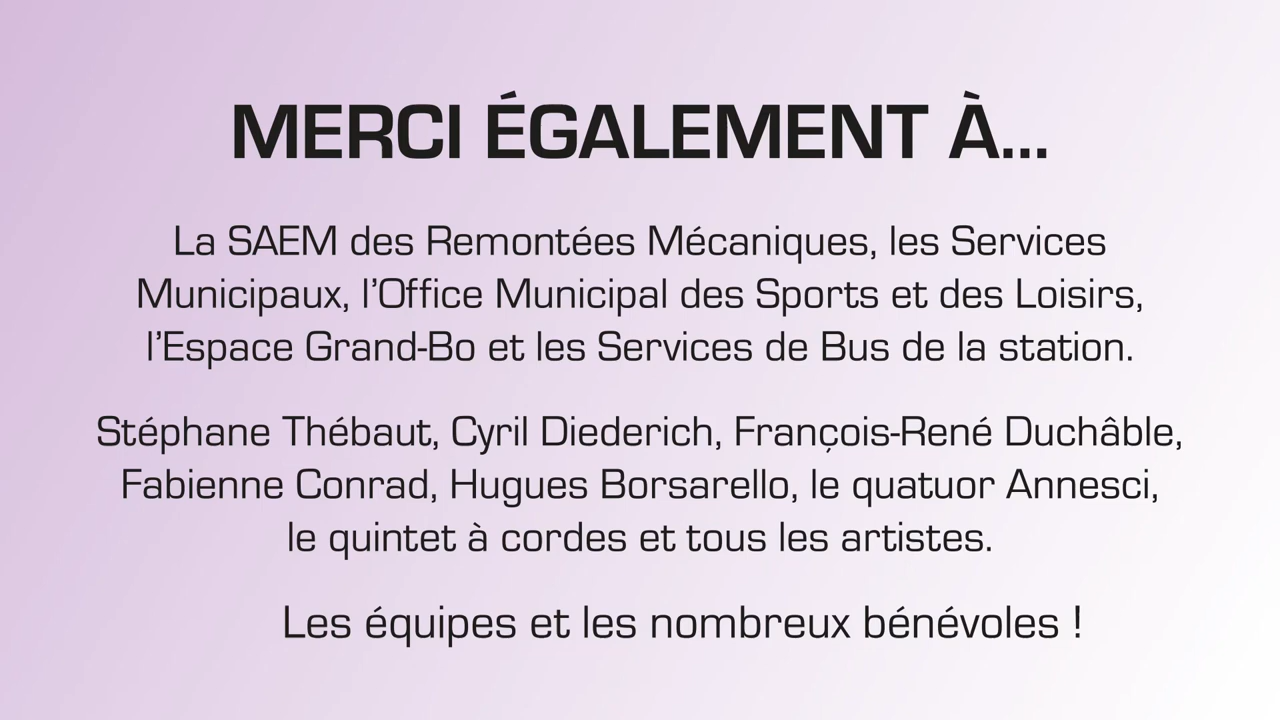 MERCI ÉGALEMENT À...
La SAEM des Remontées Mécaniques, les Services
Municipaux, l’Office Municipal des Sports et des Loisirs,
l’Espace Grand-Bo et les Services de Bus de la station.
Stéphane Thébaut, Cyril Diederich, François-René Duchâble,
Fabienne Conrad, Hugues Borsarello, le quatuor Annesci,
le quintet à cordes et tous les artistes.
Les équipes et les nombreux bénévoles !